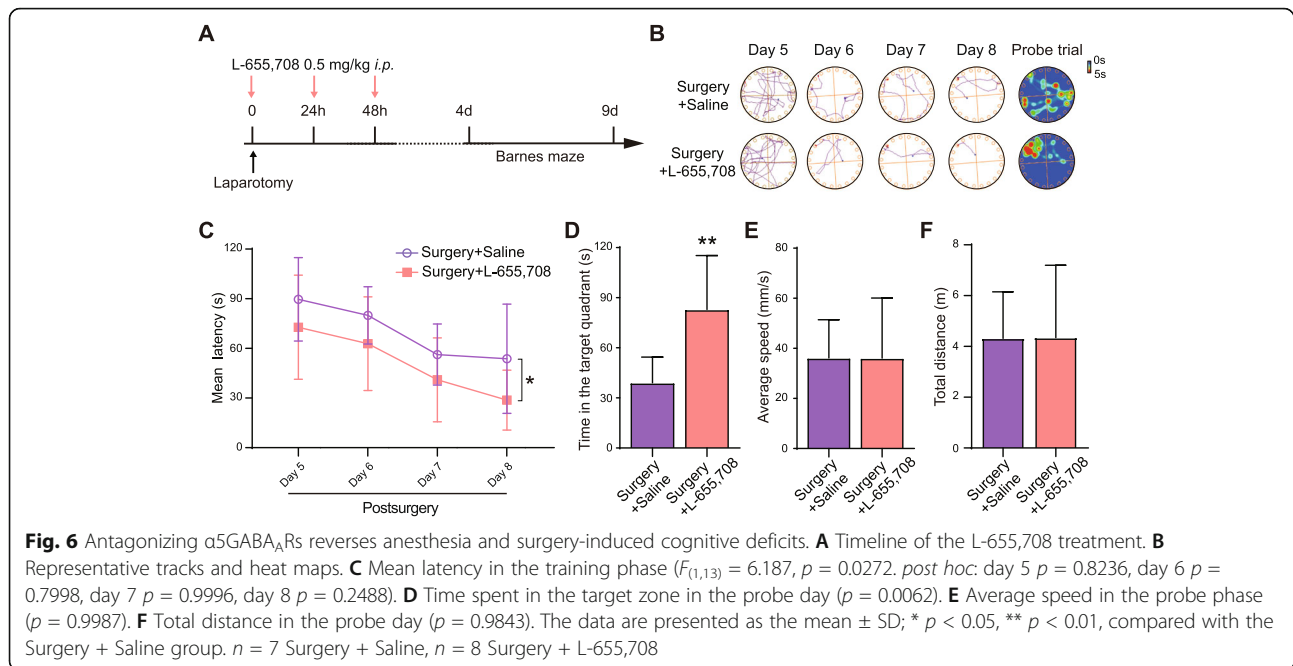 A
L-655,708 0.5 mg/kg i.p.
0 24h 48h 4d 9d
Barnes maze
Laparotomy
B
Day 5 Day 6 Day 7 Day 8 Probe trial
0s
5s
Surgery
+Saline
Surgery
+L-655,708
C
Mean latency (s)
120
90
60
30
0
Surgery+Saline
Surgery+L-655,708
*
Day 5 Day 6 Day 7 Day 8
Postsurgery
D
Time in the target quadrant (s)
120
90
60
30
0
**
Surgery
+Saline
Surgery
+L-655,708
E
Average speed (mm/s)
80
60
40
20
0
Surgery
+Saline
Surgery
+L-655,708
F
Total distance (m)
8
6
4
2
0
Surgery
+Saline
Surgery
+L-655,708
Fig. 6 Antagonizing α5GABAARs reverses anesthesia and surgery-induced cognitive deficits. A Timeline of the L-655,708 treatment. B
Representative tracks and heat maps. C Mean latency in the training phase (F(1,13) = 6.187, p = 0.0272. post hoc: day 5 p = 0.8236, day 6 p =
0.7998, day 7 p = 0.9996, day 8 p = 0.2488). D Time spent in the target zone in the probe day (p = 0.0062). E Average speed in the probe phase
(p = 0.9987). F Total distance in the probe day (p = 0.9843). The data are presented as the mean ± SD; * p < 0.05, ** p < 0.01, compared with the
Surgery + Saline group. n = 7 Surgery + Saline, n = 8 Surgery + L-655,708